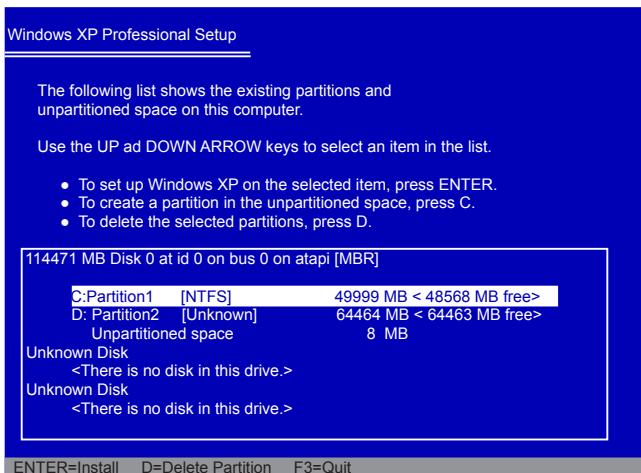 Windows XP Professional Setup
The following list shows the existing partitions and
unpartitioned space on this computer.
Use the UP ad DOWN ARROW keys to select an item in the list.
● To set up Windows XP on the selected item, press ENTER.
● To create a partition in the unpartitioned space, press C.
● To delete the selected partitions, press D.
114471 MB Disk 0 at id 0 on bus 0 on atapi [MBR]
C:Partition1 [NTFS] 49999 MB < 48568 MB free>
D: Partition2 [Unknown] 64464 MB < 64463 MB free>
Unpartitioned space 8 MB
Unknown Disk
<There is no disk in this drive.>
Unknown Disk
<There is no disk in this drive.>
ENTER=Install D=Delete Partition F3=Quit